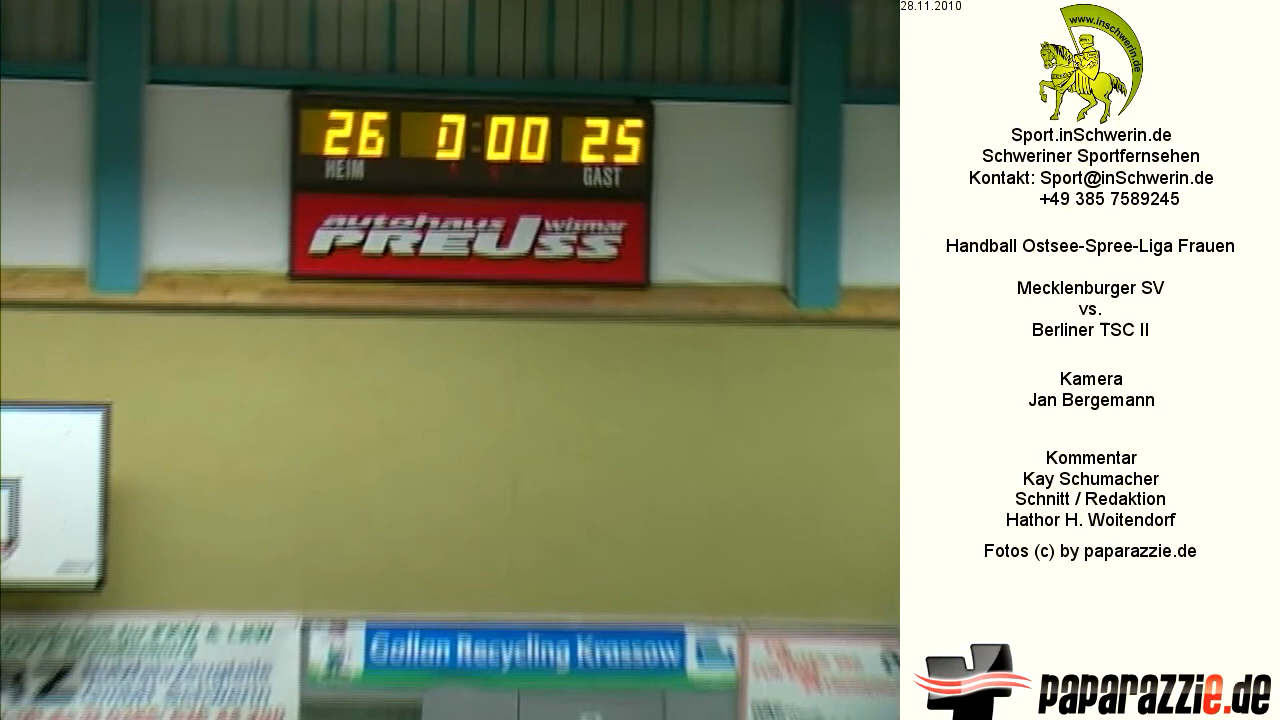 28.11.2010
www.inschwerin.de
Sport.inSchwerin.de
Schweriner Sportfernsehen
Kontakt: Sport@inSchwerin.de
+49 385 7589245
Handball Ostsee-Spree-Liga Frauen
Mecklenburger SV
vs.
Berliner TSC II
Kamera
Jan Bergemann
Kommentar
Kay Schumacher
Schnitt / Redaktion
Hathor H. Woitendorf
Fotos (c) by paparazzie.de
paparazzie.de
26 0:00 25
HEIM GAST
autohaus wismar
PREUSS
Gollan Recycling Krassow